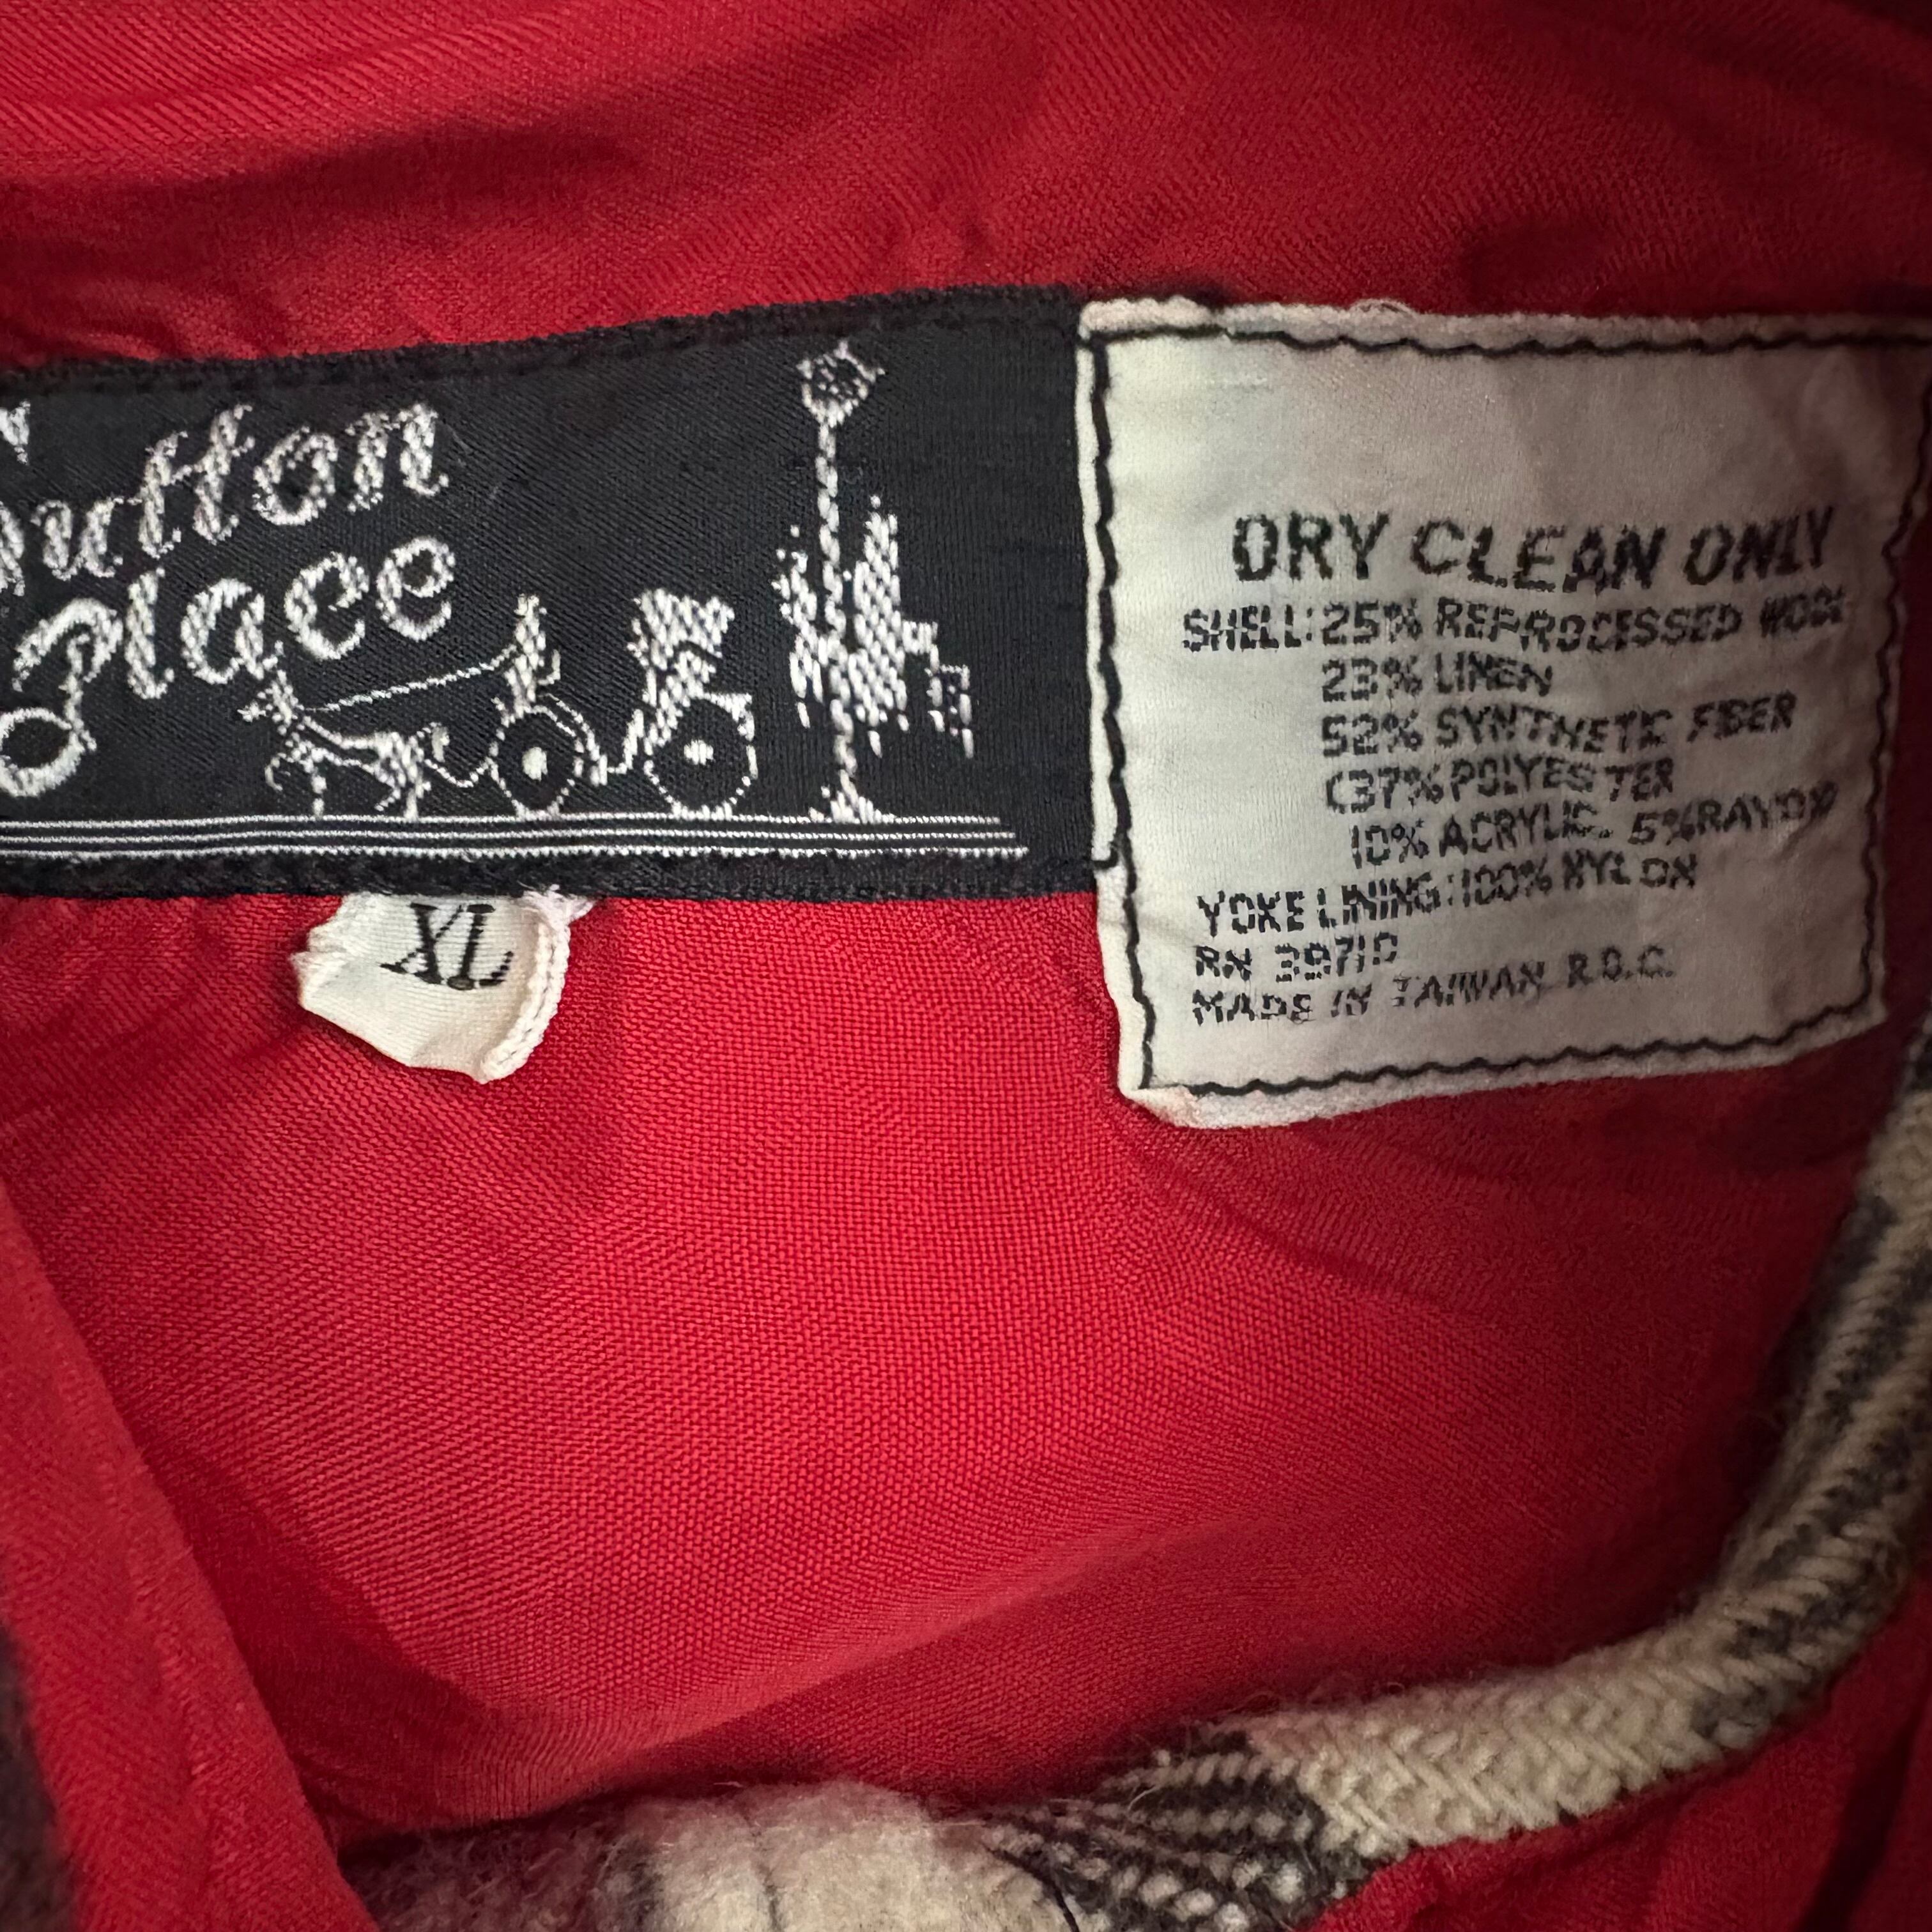 Sutton
Place
XL
DRY CLEAN ONLY
SHELL: 25% REPROCESSED WOOL
23% LINEN
52% SYNTHETIC FIBER
(37% POLYESTER
10% ACRYLIC. 5% RAYON
YOKE LINING: 100% NYLON
RN 39710
MADE IN TAIWAN R.O.C.